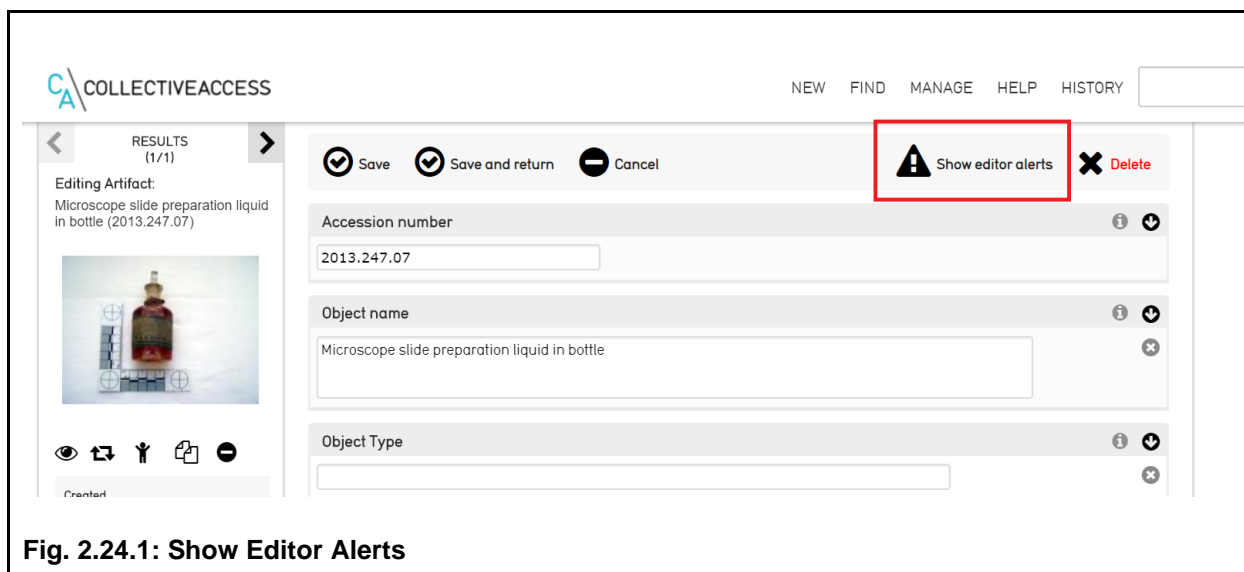 CA COLLECTIVEACCESS
NEW FIND MANAGE HELP HISTORY
RESULTS
(1/1)
Editing Artifact:
Microscope slide preparation liquid
in bottle (2013.247.07)
Save Save and return Cancel Show editor alerts Delete
Accession number
2013.247.07
Object name
Microscope slide preparation liquid in bottle
Object Type
Created
Fig. 2.24.1: Show Editor Alerts